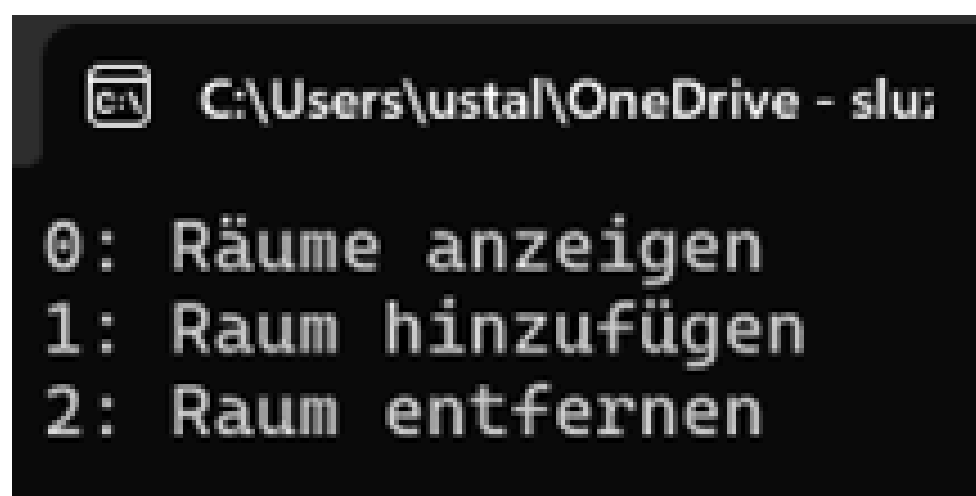 C:\Users\ustal\OneDrive - slu
0: Räume anzeigen
1: Raum hinzufügen
2: Raum entfernen